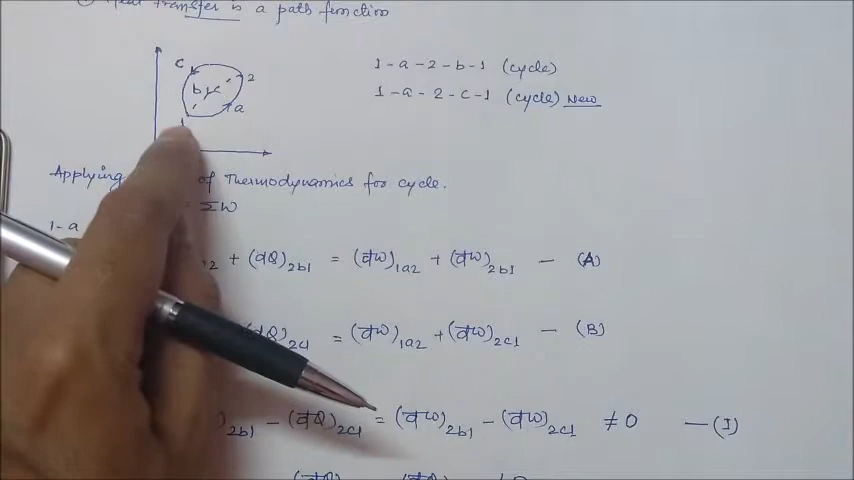 Heat transfer is a path function
1-a-2-b-1 (cycle)
1-a-2-c-1 (cycle) New
c
2
b
a
1
Applying of Thermodynamics for cycle.
ΣW
1-a
2 + (đQ)2b1 = (đW)1a2 + (đW)2b1 — (A)
(đQ)2c1 = (đW)1a2 + (đW)2c1 — (B)
)2b1 - (đQ)2c1 = (đW)2b1 - (đW)2c1 ≠ 0 — (I)